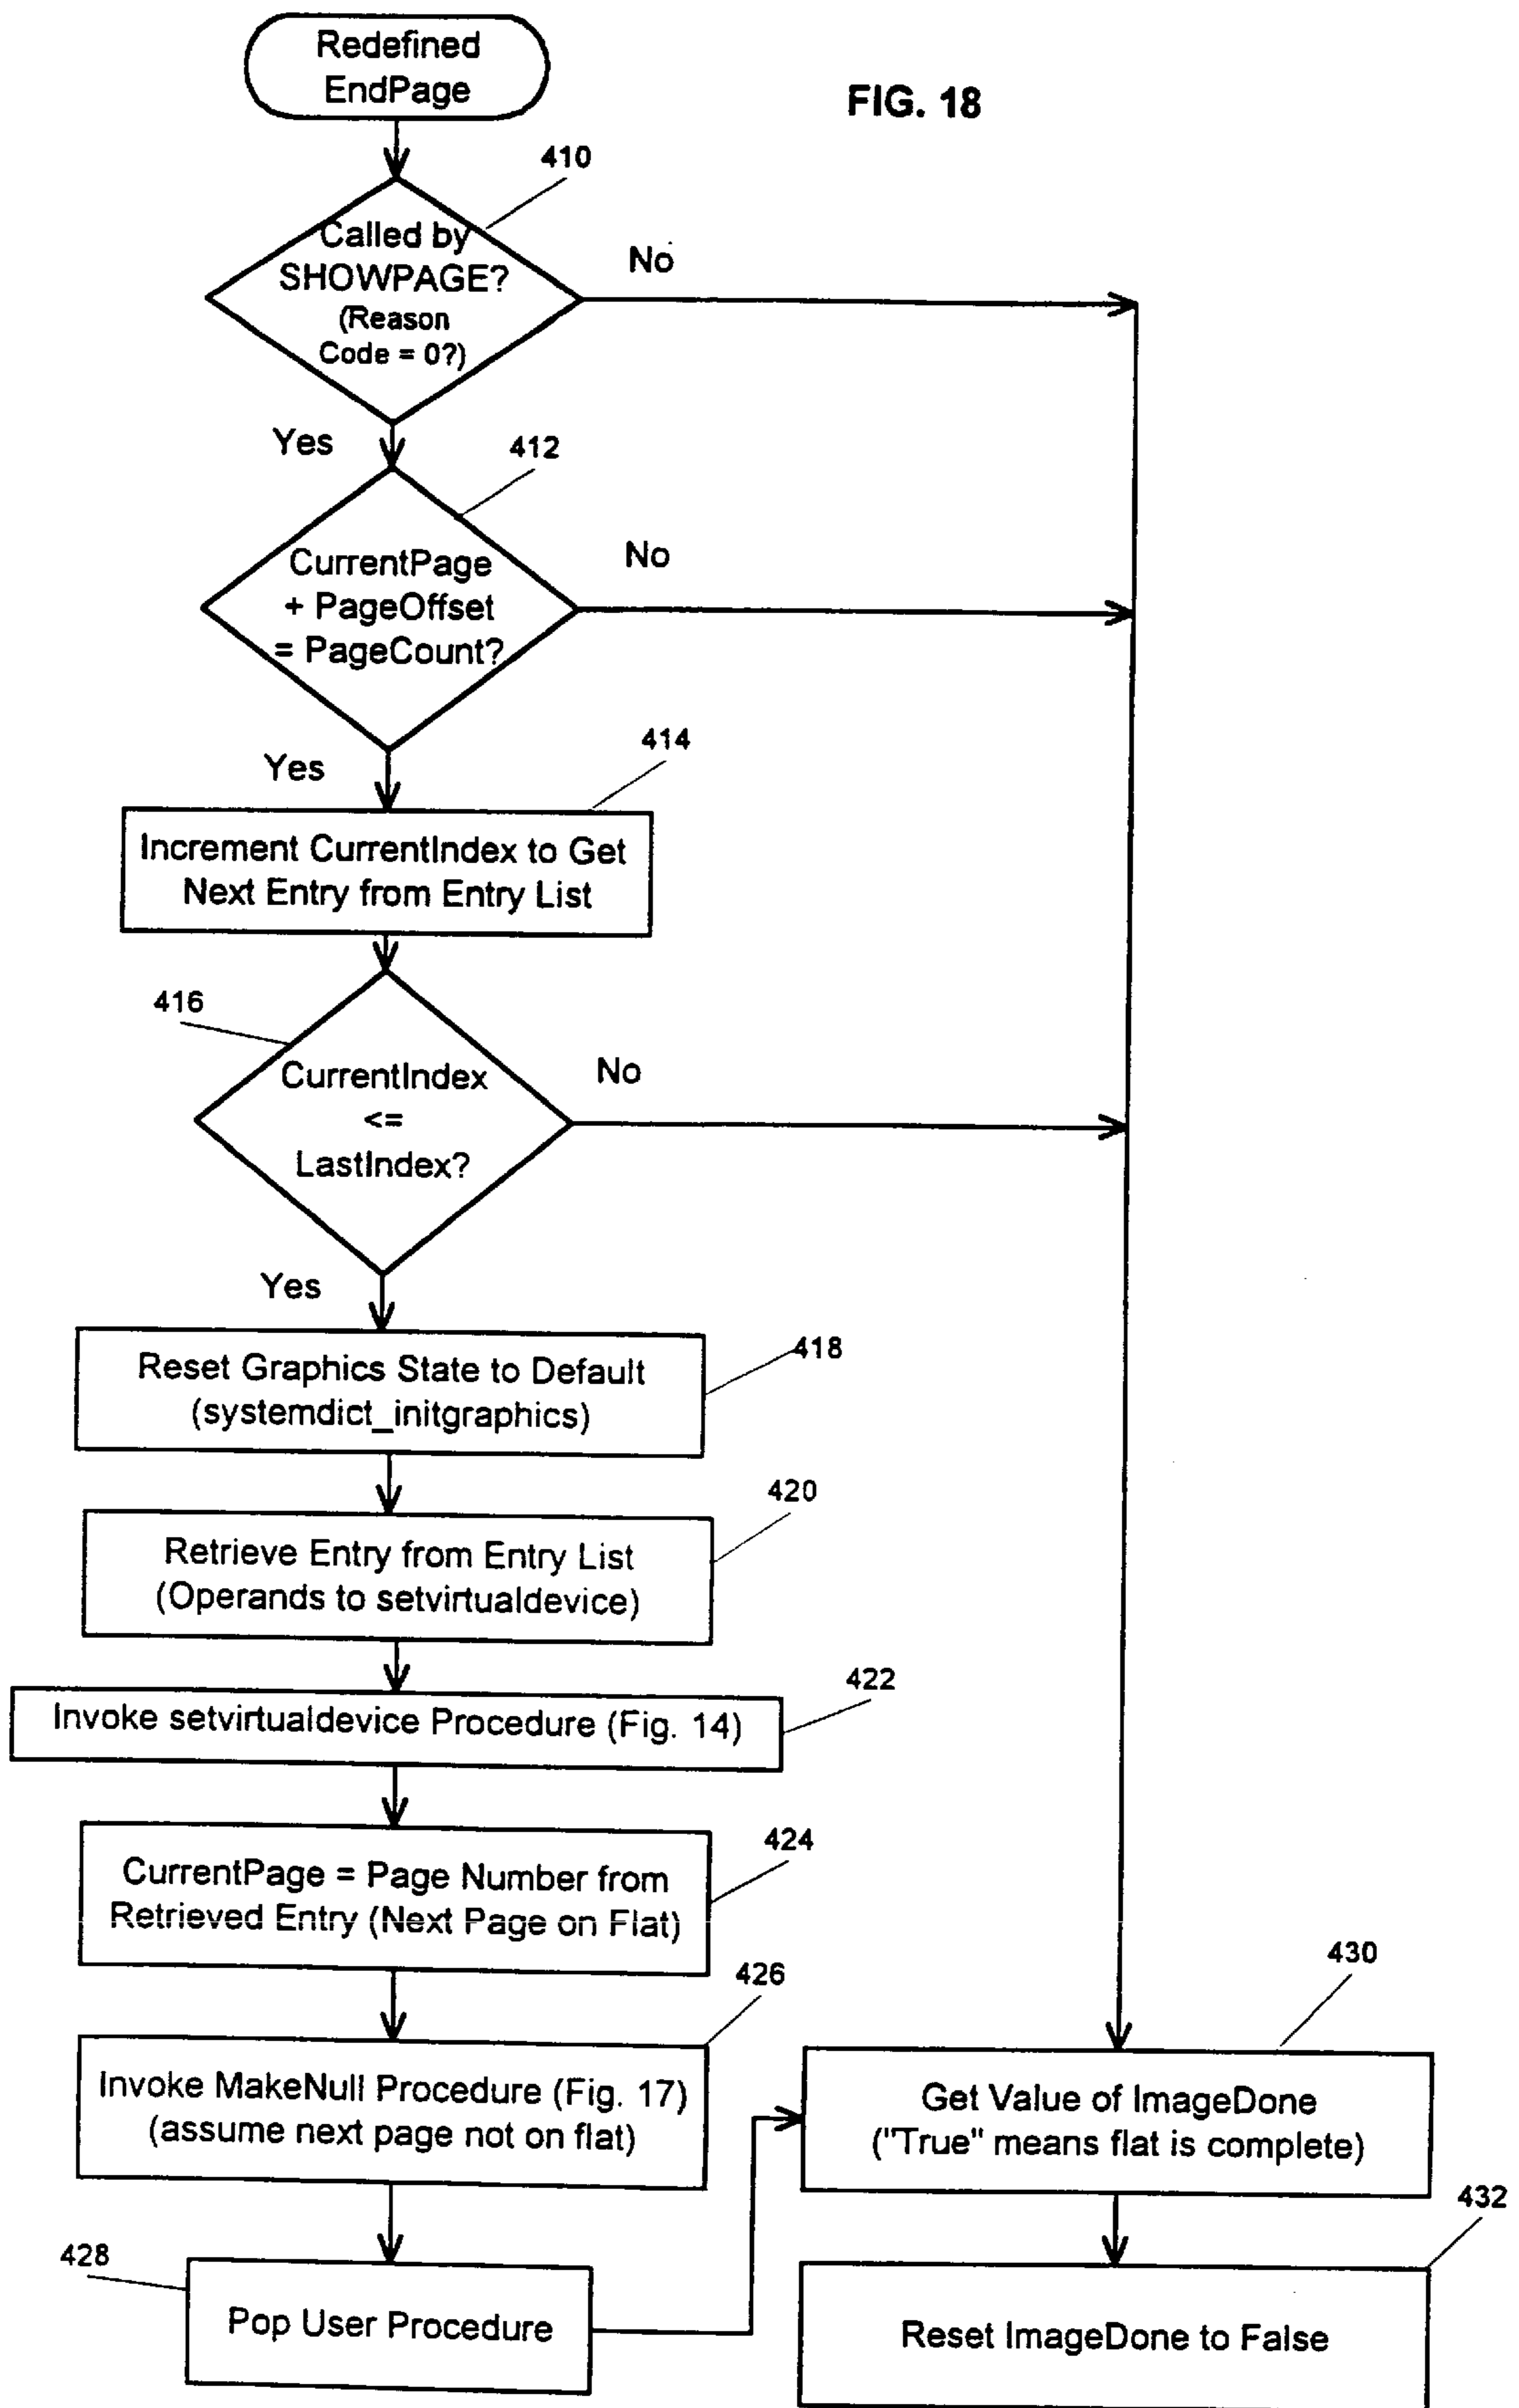 Redefined
EndPage
FIG. 18
410
Called by
SHOWPAGE?
(Reason
Code = 0?)
No
Yes
412
CurrentPage
+ PageOffset
= PageCount?
No
Yes
414
Increment CurrentIndex to Get
Next Entry from Entry List
416
CurrentIndex
<=
LastIndex?
No
Yes
418
Reset Graphics State to Default
(systemdict_initgraphics)
420
Retrieve Entry from Entry List
(Operands to setvirtualdevice)
422
Invoke setvirtualdevice Procedure (Fig. 14)
424
CurrentPage = Page Number from
Retrieved Entry (Next Page on Flat)
426
Invoke MakeNull Procedure (Fig. 17)
(assume next page not on flat)
428
Pop User Procedure
430
Get Value of ImageDone
("True" means flat is complete)
432
Reset ImageDone to False